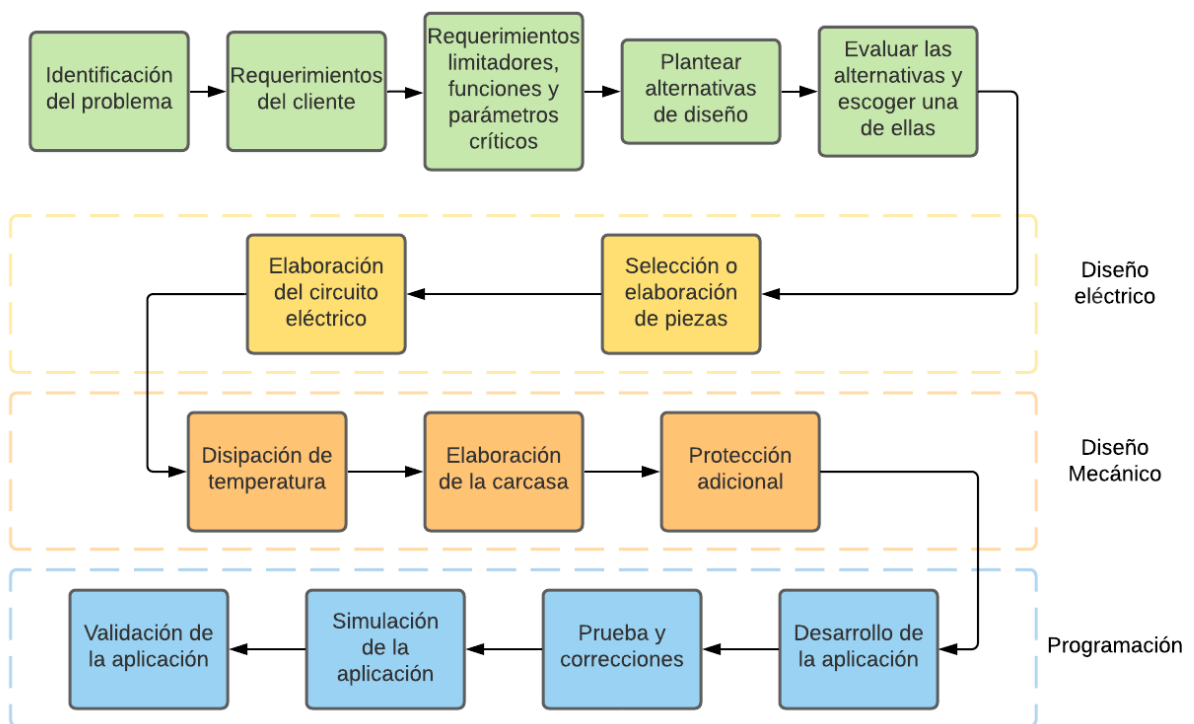 Identificación
del problema
Requerimientos
del cliente
Requerimientos
limitadores,
funciones y
parámetros
críticos
Plantear
alternativas
de diseño
Evaluar las
alternativas y
escoger una
de ellas
Elaboración
del circuito
eléctrico
Selección o
elaboración
de piezas
Diseño
eléctrico
Disipación de
temperatura
Elaboración
de la carcasa
Protección
adicional
Diseño
Mecánico
Validación de
la aplicación
Simulación
de la
aplicación
Prueba y
correcciones
Desarrollo de
la aplicación
Programación